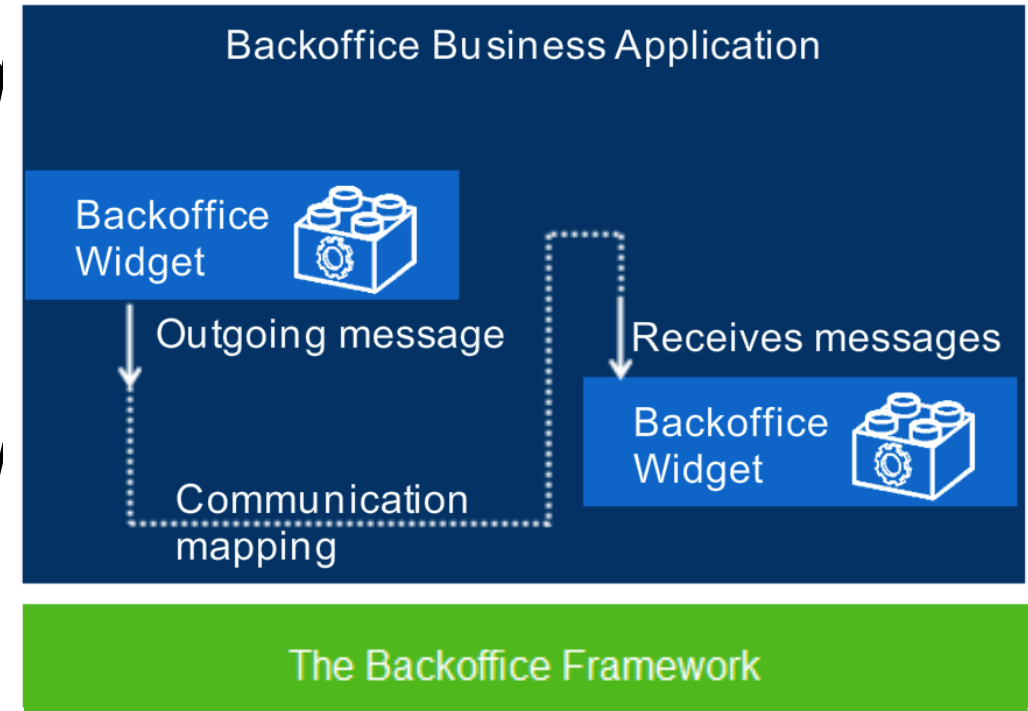 Backoffice Business Application
Backoffice
Widget
Outgoing message
Receives messages
Backoffice
Widget
Communication
mapping
The Backoffice Framework